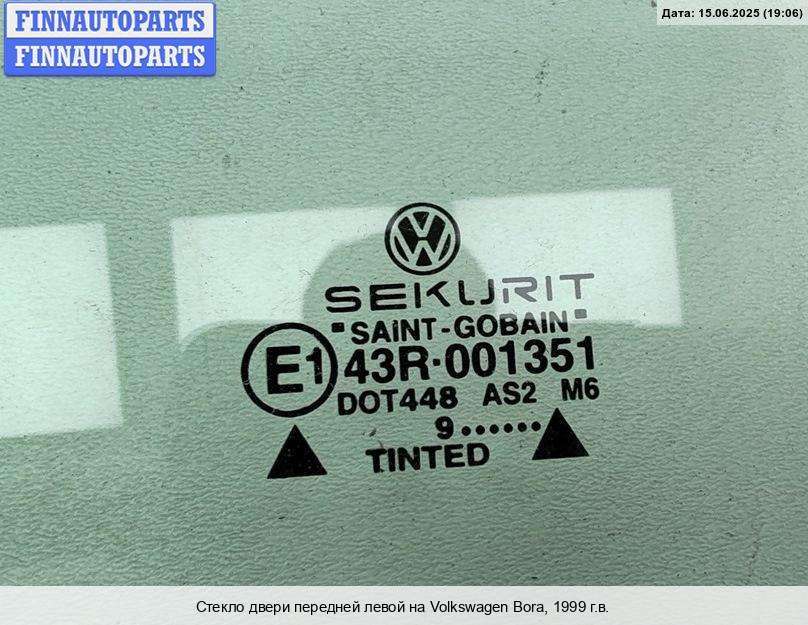 FINNAUTOPARTS
FINNAUTOPARTS
Дата: 15.06.2025 (19:06)
SEKURIT
"SAINT-GOBAIN"
E1 43R·001351
DOT448 AS2 M6
9......
TINTED
Стекло двери передней левой на Volkswagen Bora, 1999 г.в.